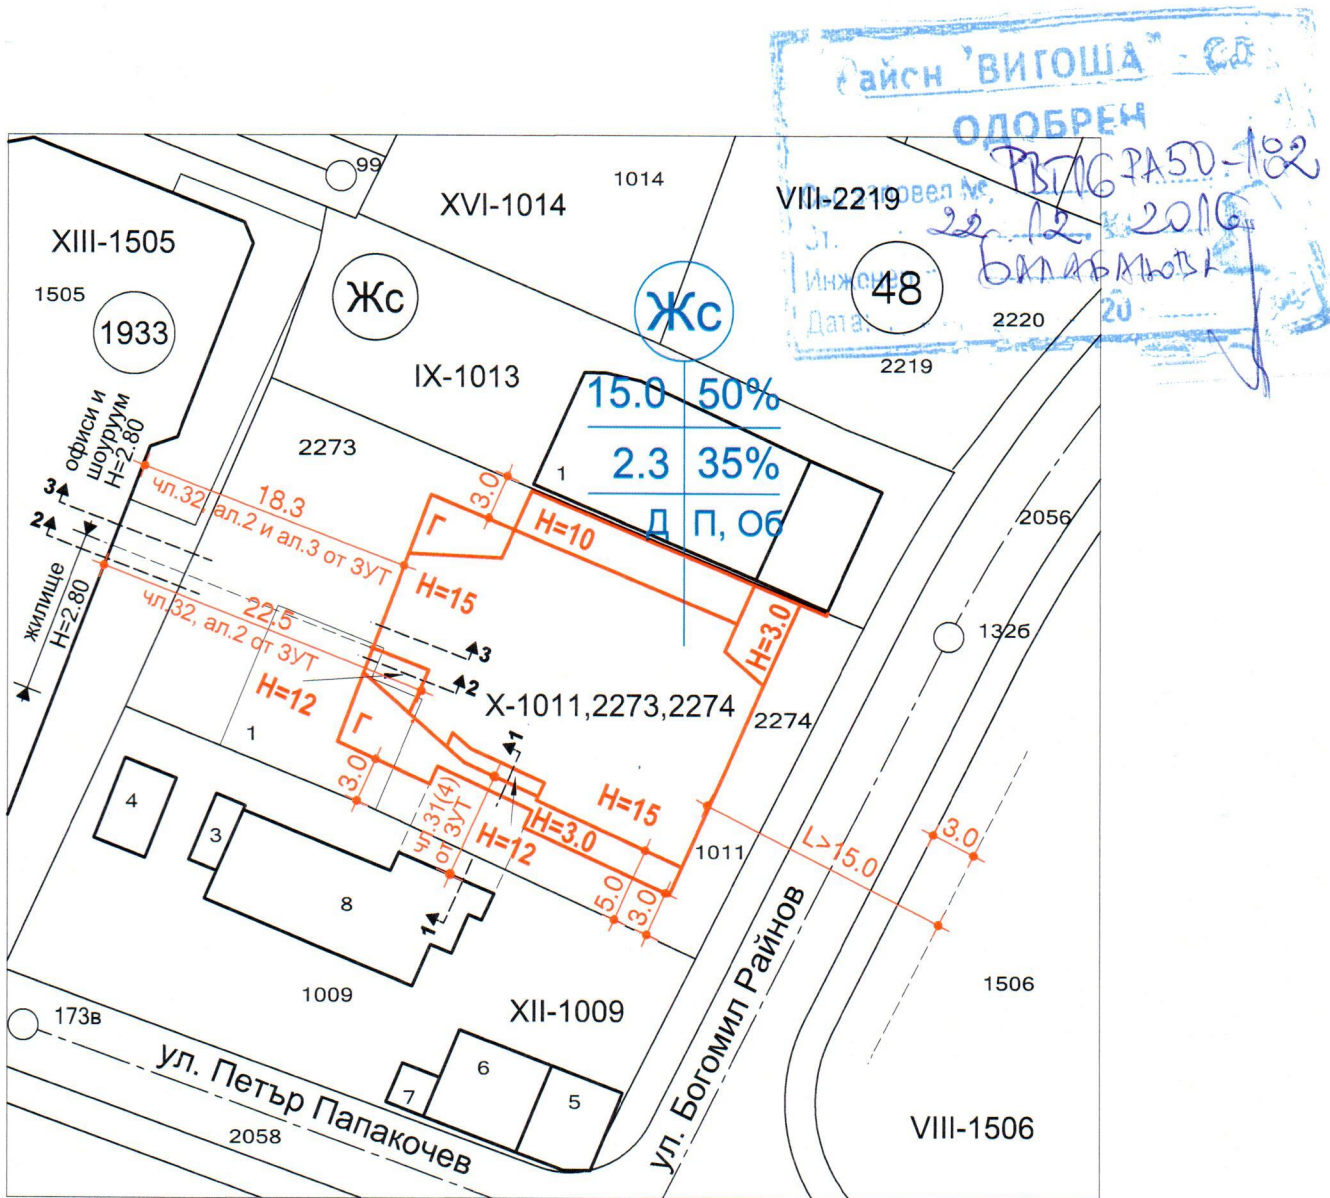 Район "ВИТОША" - СО
ОДОБРЕН
РВТ16-РА50-182
22. 12. 2016
Инженер
Дата:
20
99
XVI-1014
1014
VIII-2219
XIII-1505
1505
1933
Жс
Жс
48
2220
2219
IX-1013
15.0 50%
2.3 35%
Д П, Об
офиси и
шоурум
H=2.80
2273
1
3.0
18.3
чл.32, ал.2 и ал.3 от ЗУТ
Г
H=10
2056
3
2
жилище
H=2.80
22.5
чл.32, ал.2 от ЗУТ
H=15
H=3.0
1326
3
2
H=12
X-1011,2273,2274
2274
1
Г
1
3.0
чл.31(4)
от ЗУТ
H=15
H=3.0
H=12
1011
L>15.0
3.0
4
3
8
5.0
3.0
1
1009
XII-1009
1506
173в
ул. Петър Папакочев
ул. Богомил Райнов
6
7
5
2058
VIII-1506